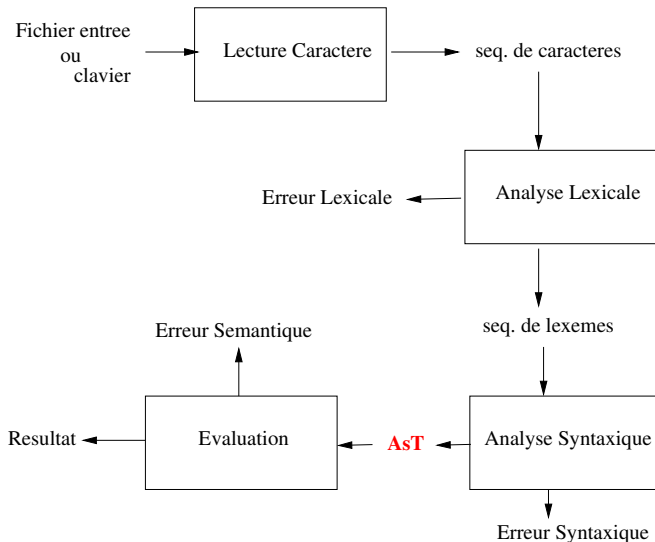 Fichier entree
ou
clavier
Lecture Caractere
seq. de caracteres
Erreur Lexicale
Analyse Lexicale
seq. de lexemes
Erreur Semantique
Resultat
Evaluation
AsT
Analyse Syntaxique
Erreur Syntaxique